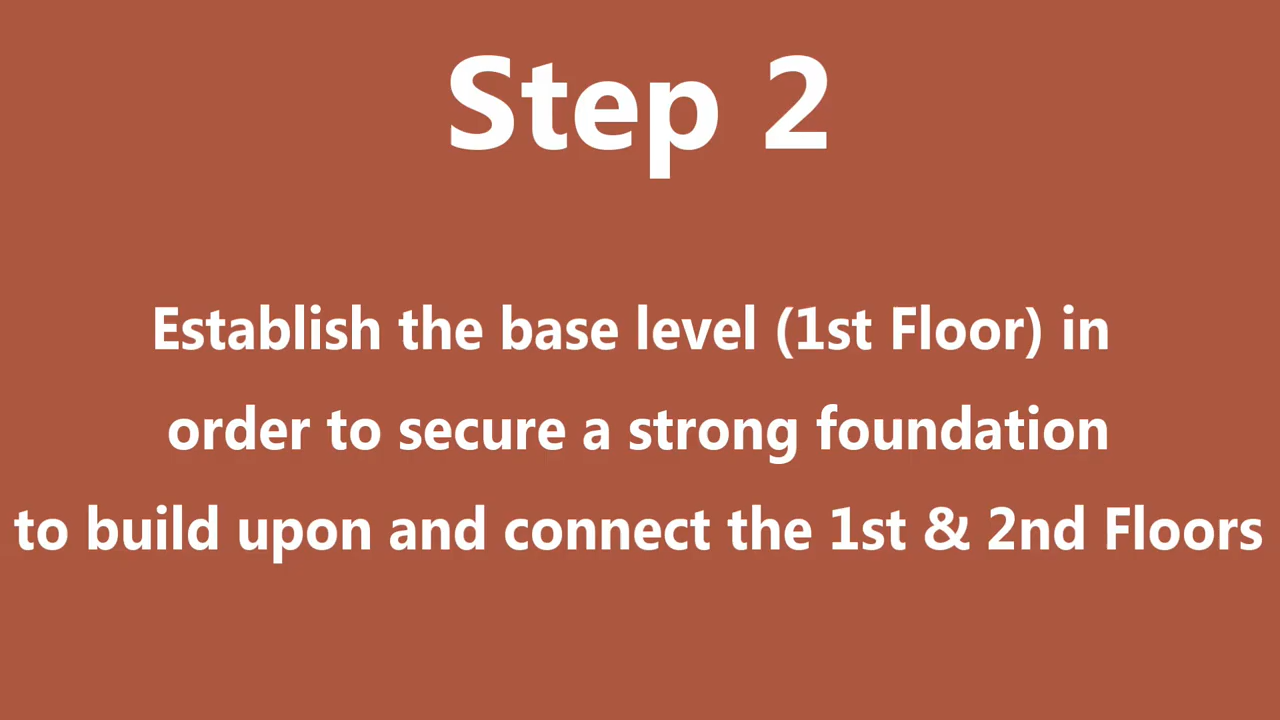 Step 2
Establish the base level (1st Floor) in
order to secure a strong foundation
to build upon and connect the 1st & 2nd Floors